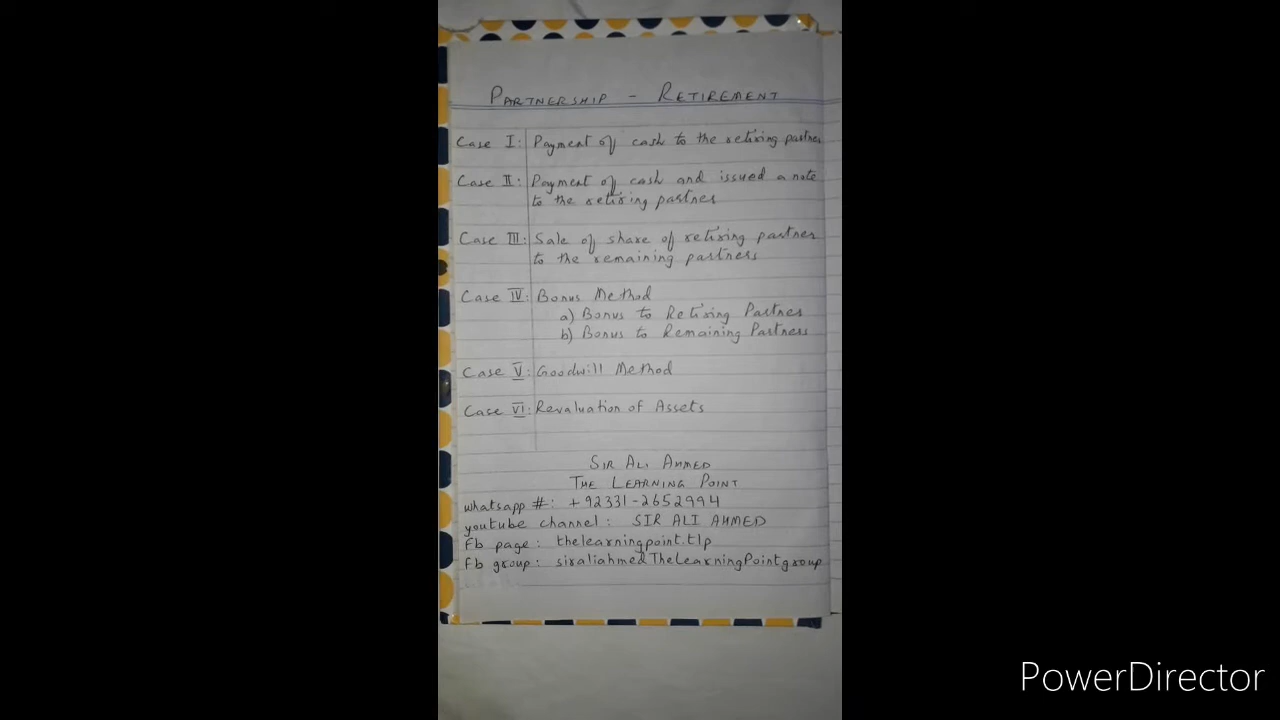 PARTNERSHIP - RETIREMENT
Case I: Payment of cash to the retiring partner
Case II: Payment of cash and issued a note
to the retiring partner
Case III: Sale of share of retiring partner
to the remaining partners
Case IV: Bonus Method
a) Bonus to Retiring Partner
b) Bonus to Remaining Partners
Case V: Goodwill Method
Case VI: Revaluation of Assets
SIR ALI AHMED
THE LEARNING POINT
whatsapp #: +92331-2652994
youtube channel: SIR ALI AHMED
Fb page: thelearningpoint.tlp
Fb group: siraliahmedTheLearningPointgroup
PowerDirector